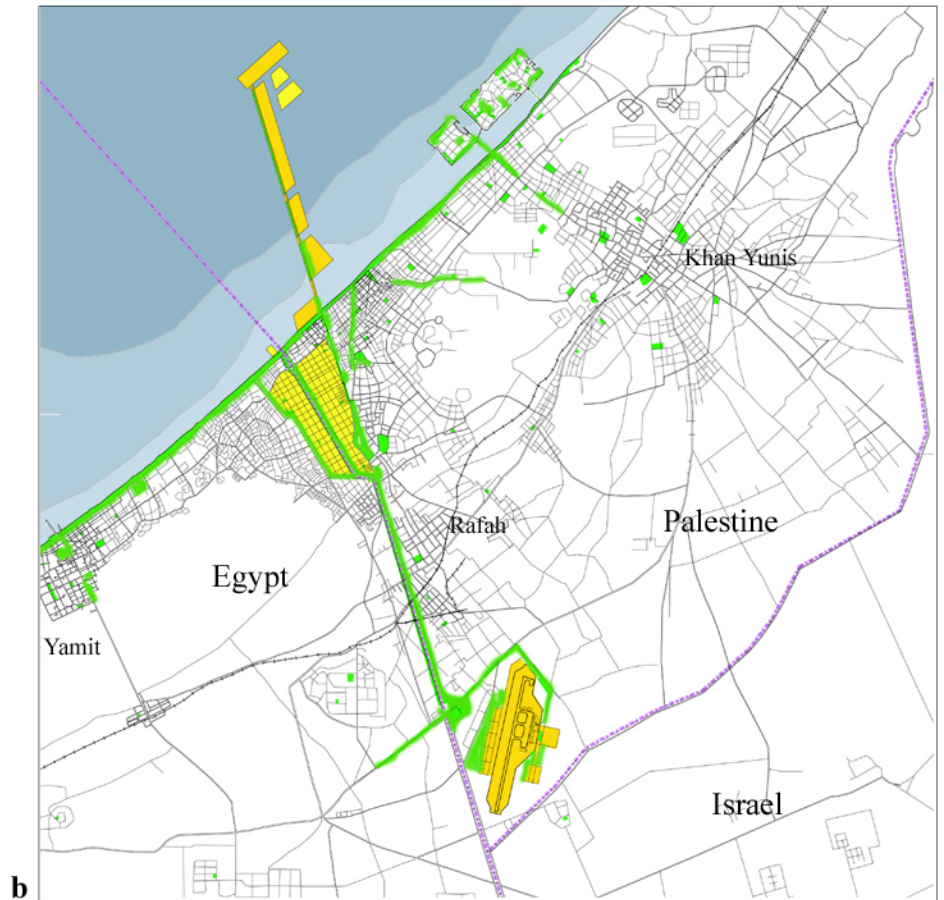 Khan Yunis
Rafah
Palestine
Egypt
Yamit
Israel
b